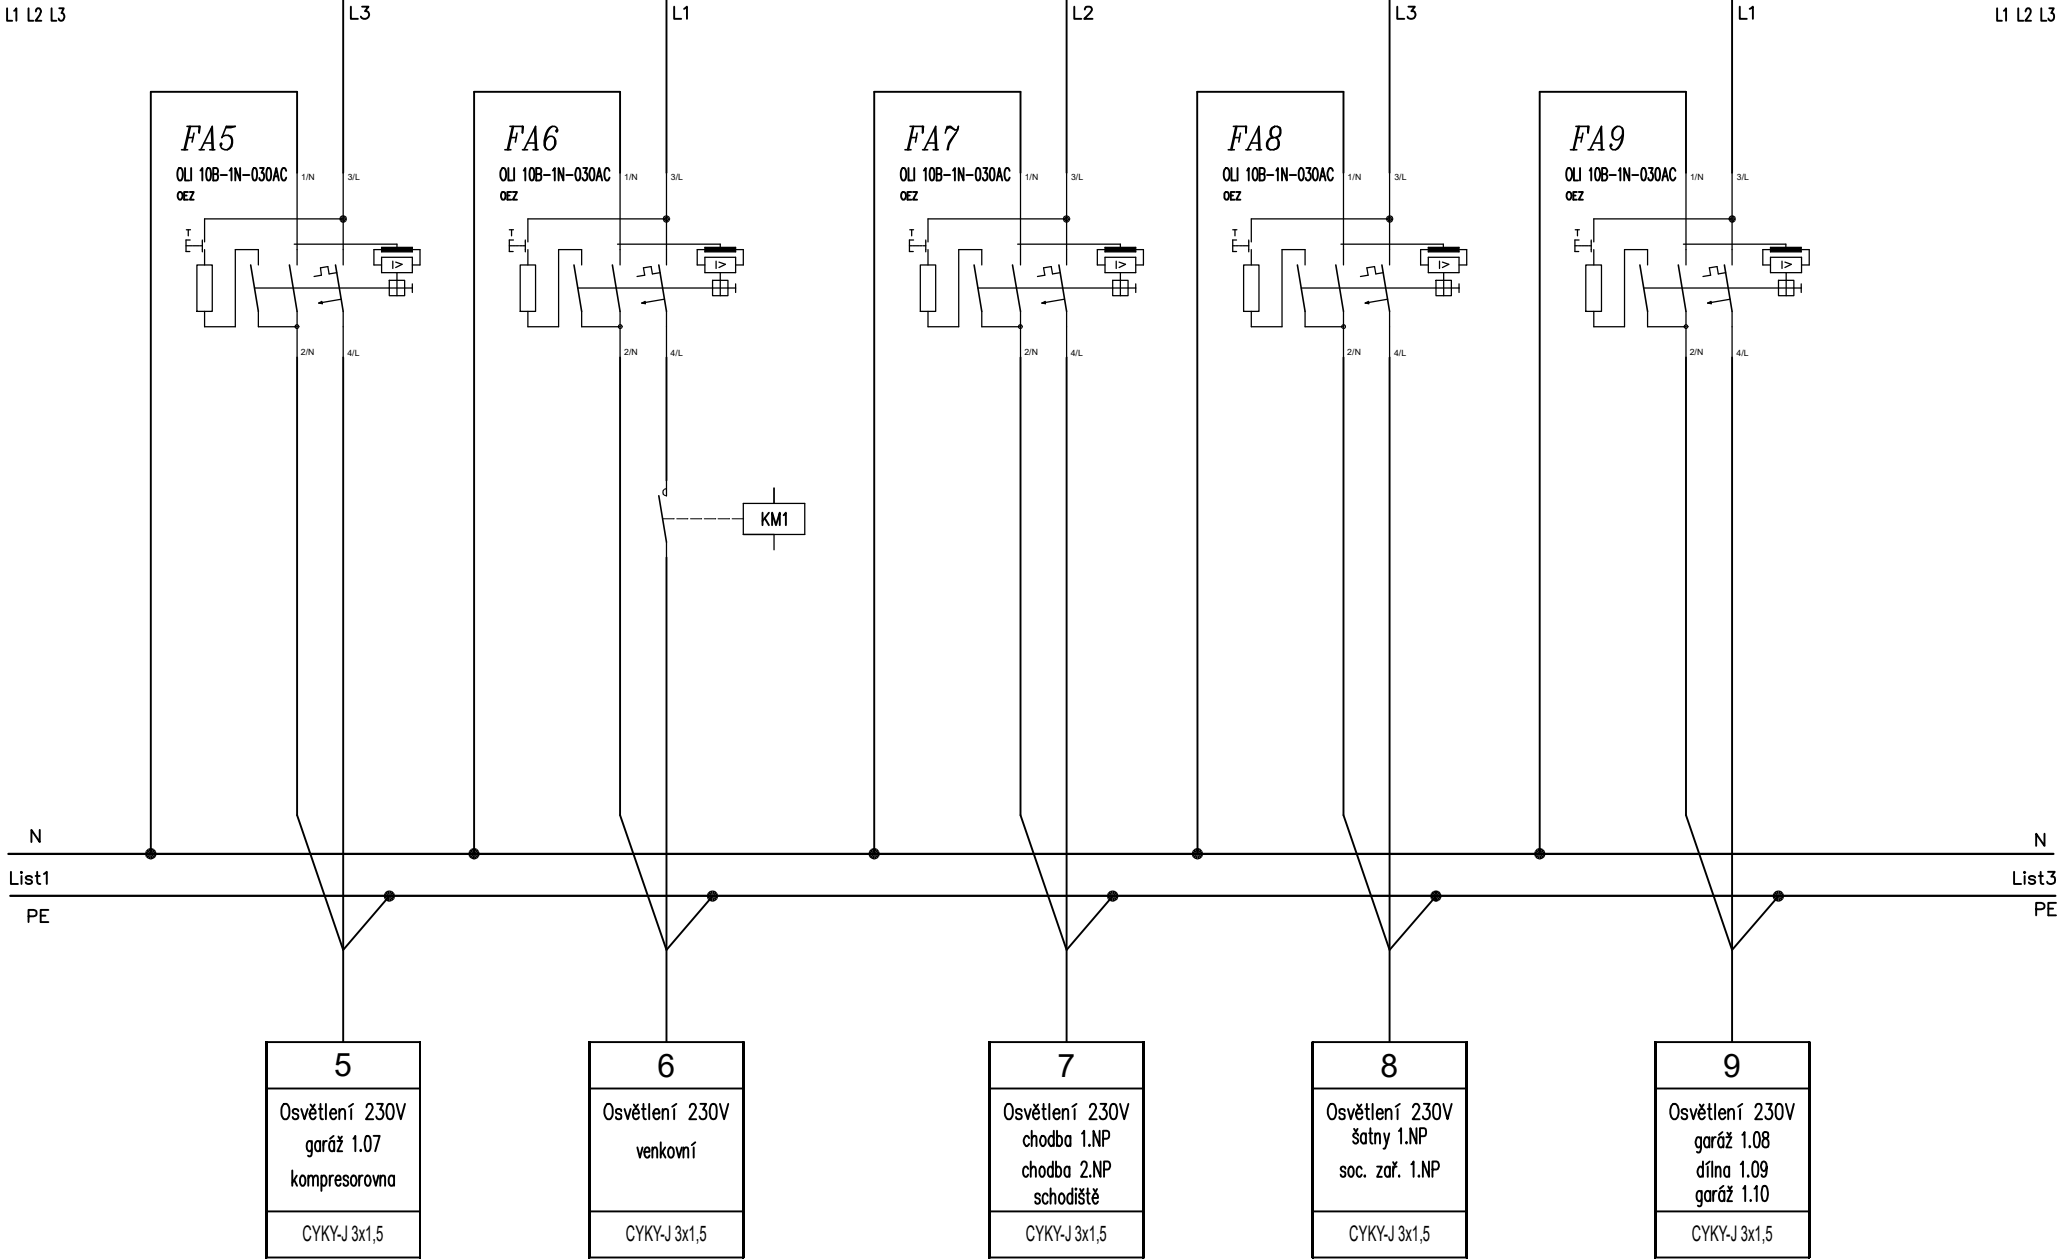 L1 L2 L3
L3
L1
L2
L3
L1
L1 L2 L3
FA5
OLI 10B-1N-030AC
OEZ
1/N
3/L
T
I>
2/N
4/L
FA6
OLI 10B-1N-030AC
OEZ
1/N
3/L
T
I>
2/N
4/L
KM1
FA7
OLI 10B-1N-030AC
OEZ
1/N
3/L
T
I>
2/N
4/L
FA8
OLI 10B-1N-030AC
OEZ
1/N
3/L
T
I>
2/N
4/L
FA9
OLI 10B-1N-030AC
OEZ
1/N
3/L
T
I>
2/N
4/L
N
N
List1
List3
PE
PE
5
Osvětlení 230V
garáž 1.07
kompresorovna
CYKY-J 3x1,5
6
Osvětlení 230V
venkovní
CYKY-J 3x1,5
7
Osvětlení 230V
chodba 1.NP
chodba 2.NP
schodiště
CYKY-J 3x1,5
8
Osvětlení 230V
šatny 1.NP
soc. zař. 1.NP
CYKY-J 3x1,5
9
Osvětlení 230V
garáž 1.08
dílna 1.09
garáž 1.10
CYKY-J 3x1,5